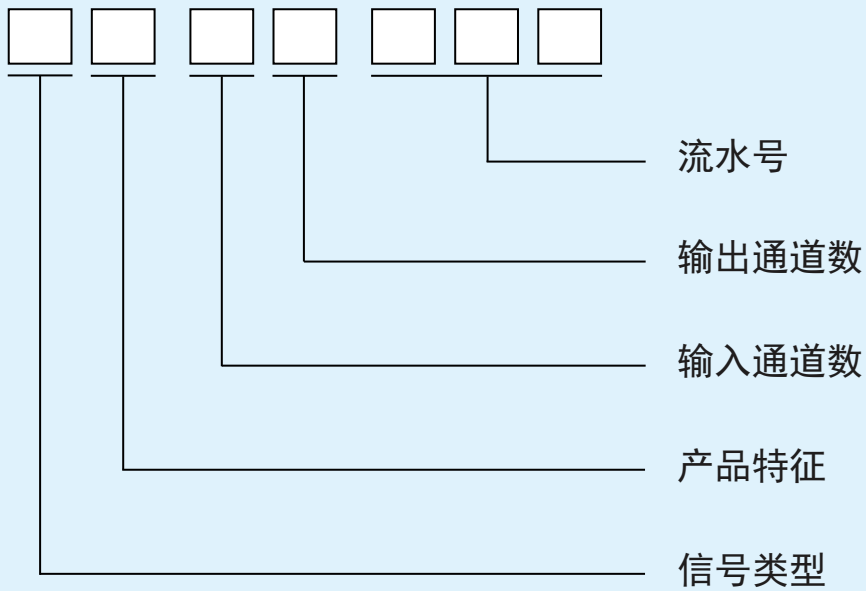 流水号
输出通道数
输入通道数
产品特征
信号类型